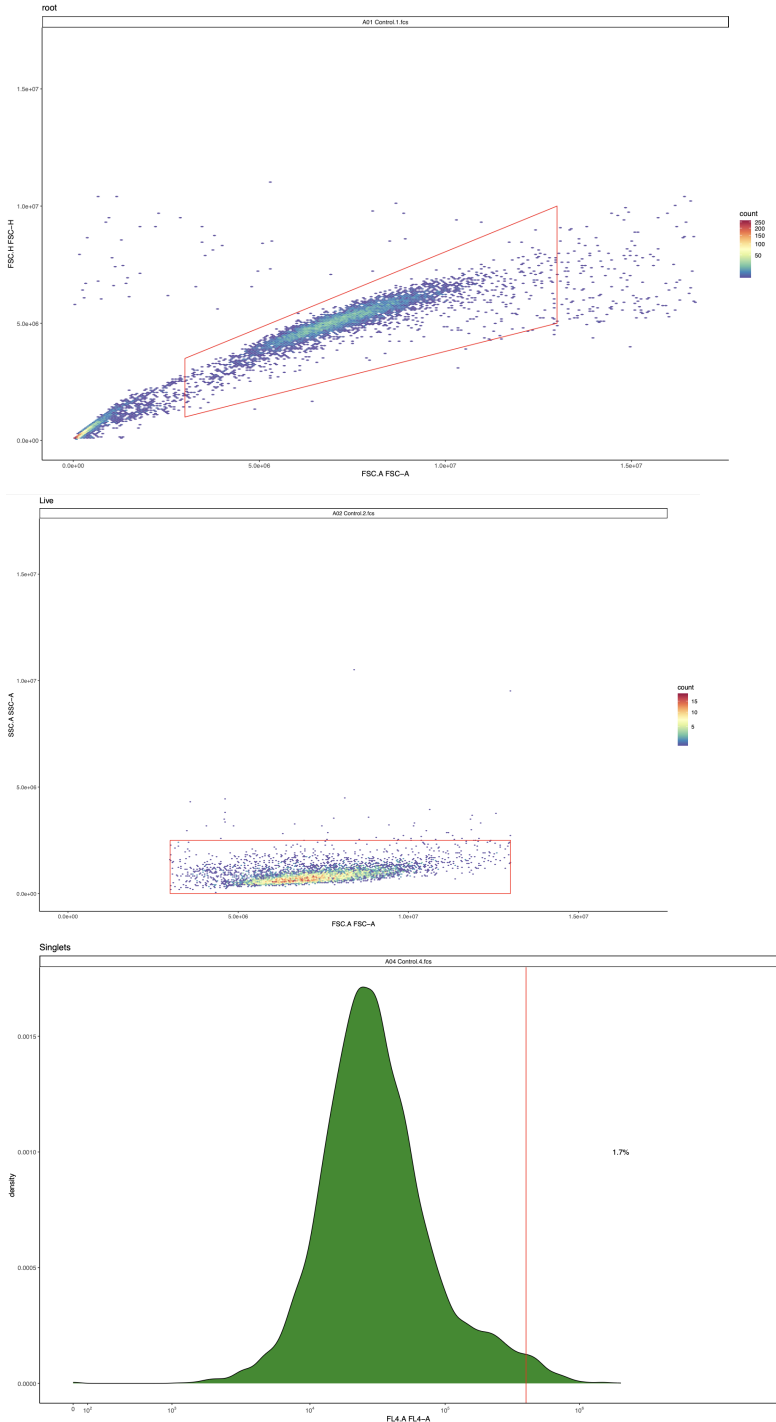 root
A01 Control.1.fcs
1.5e+07
1.0e+07
5.0e+06
0.0e+00
FSC.H FSC-H
0.0e+00 5.0e+06 1.0e+07 1.5e+07
FSC.A FSC-A
count
250
200
150
100
50
Live
A02 Control.2.fcs
1.5e+07
1.0e+07
5.0e+06
0.0e+00
SSC.A SSC-A
0.0e+00 5.0e+06 1.0e+07 1.5e+07
FSC.A FSC-A
count
15
10
5
Singlets
A04 Control.4.fcs
0.0015
0.0010
0.0005
0.0000
density
1.7%
0 10² 10³ 10⁴ 10⁵ 10⁶
FL4.A FL4-A